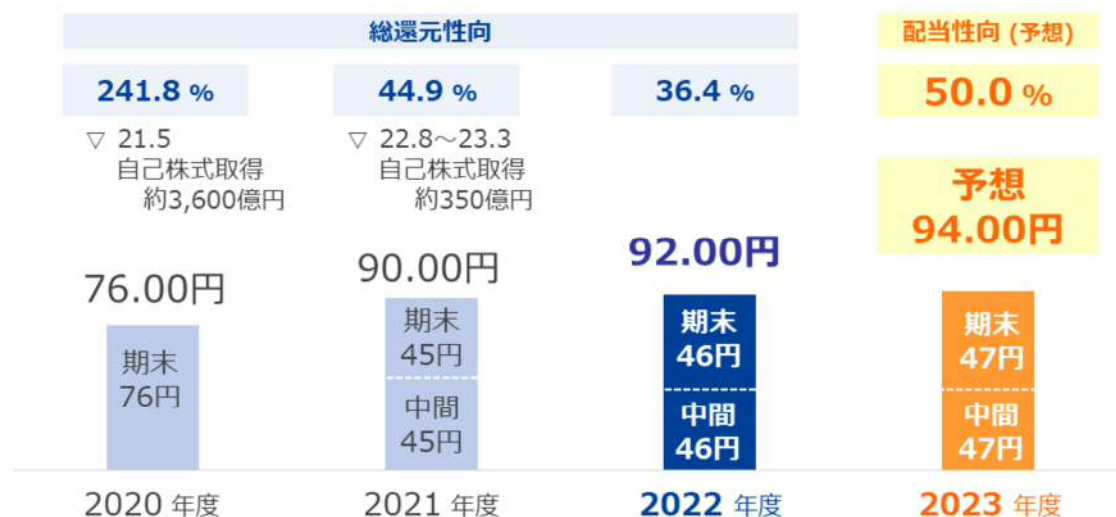 総還元性向
配当性向 (予想)
241.8 %
44.9 %
36.4 %
50.0 %
▽ 21.5
自己株式取得
約3,600億円
▽ 22.8～23.3
自己株式取得
約350億円
予想
94.00円
76.00円
90.00円
92.00円
期末
76円
期末
45円
中間
45円
期末
46円
中間
46円
期末
47円
中間
47円
2020 年度
2021 年度
2022 年度
2023 年度